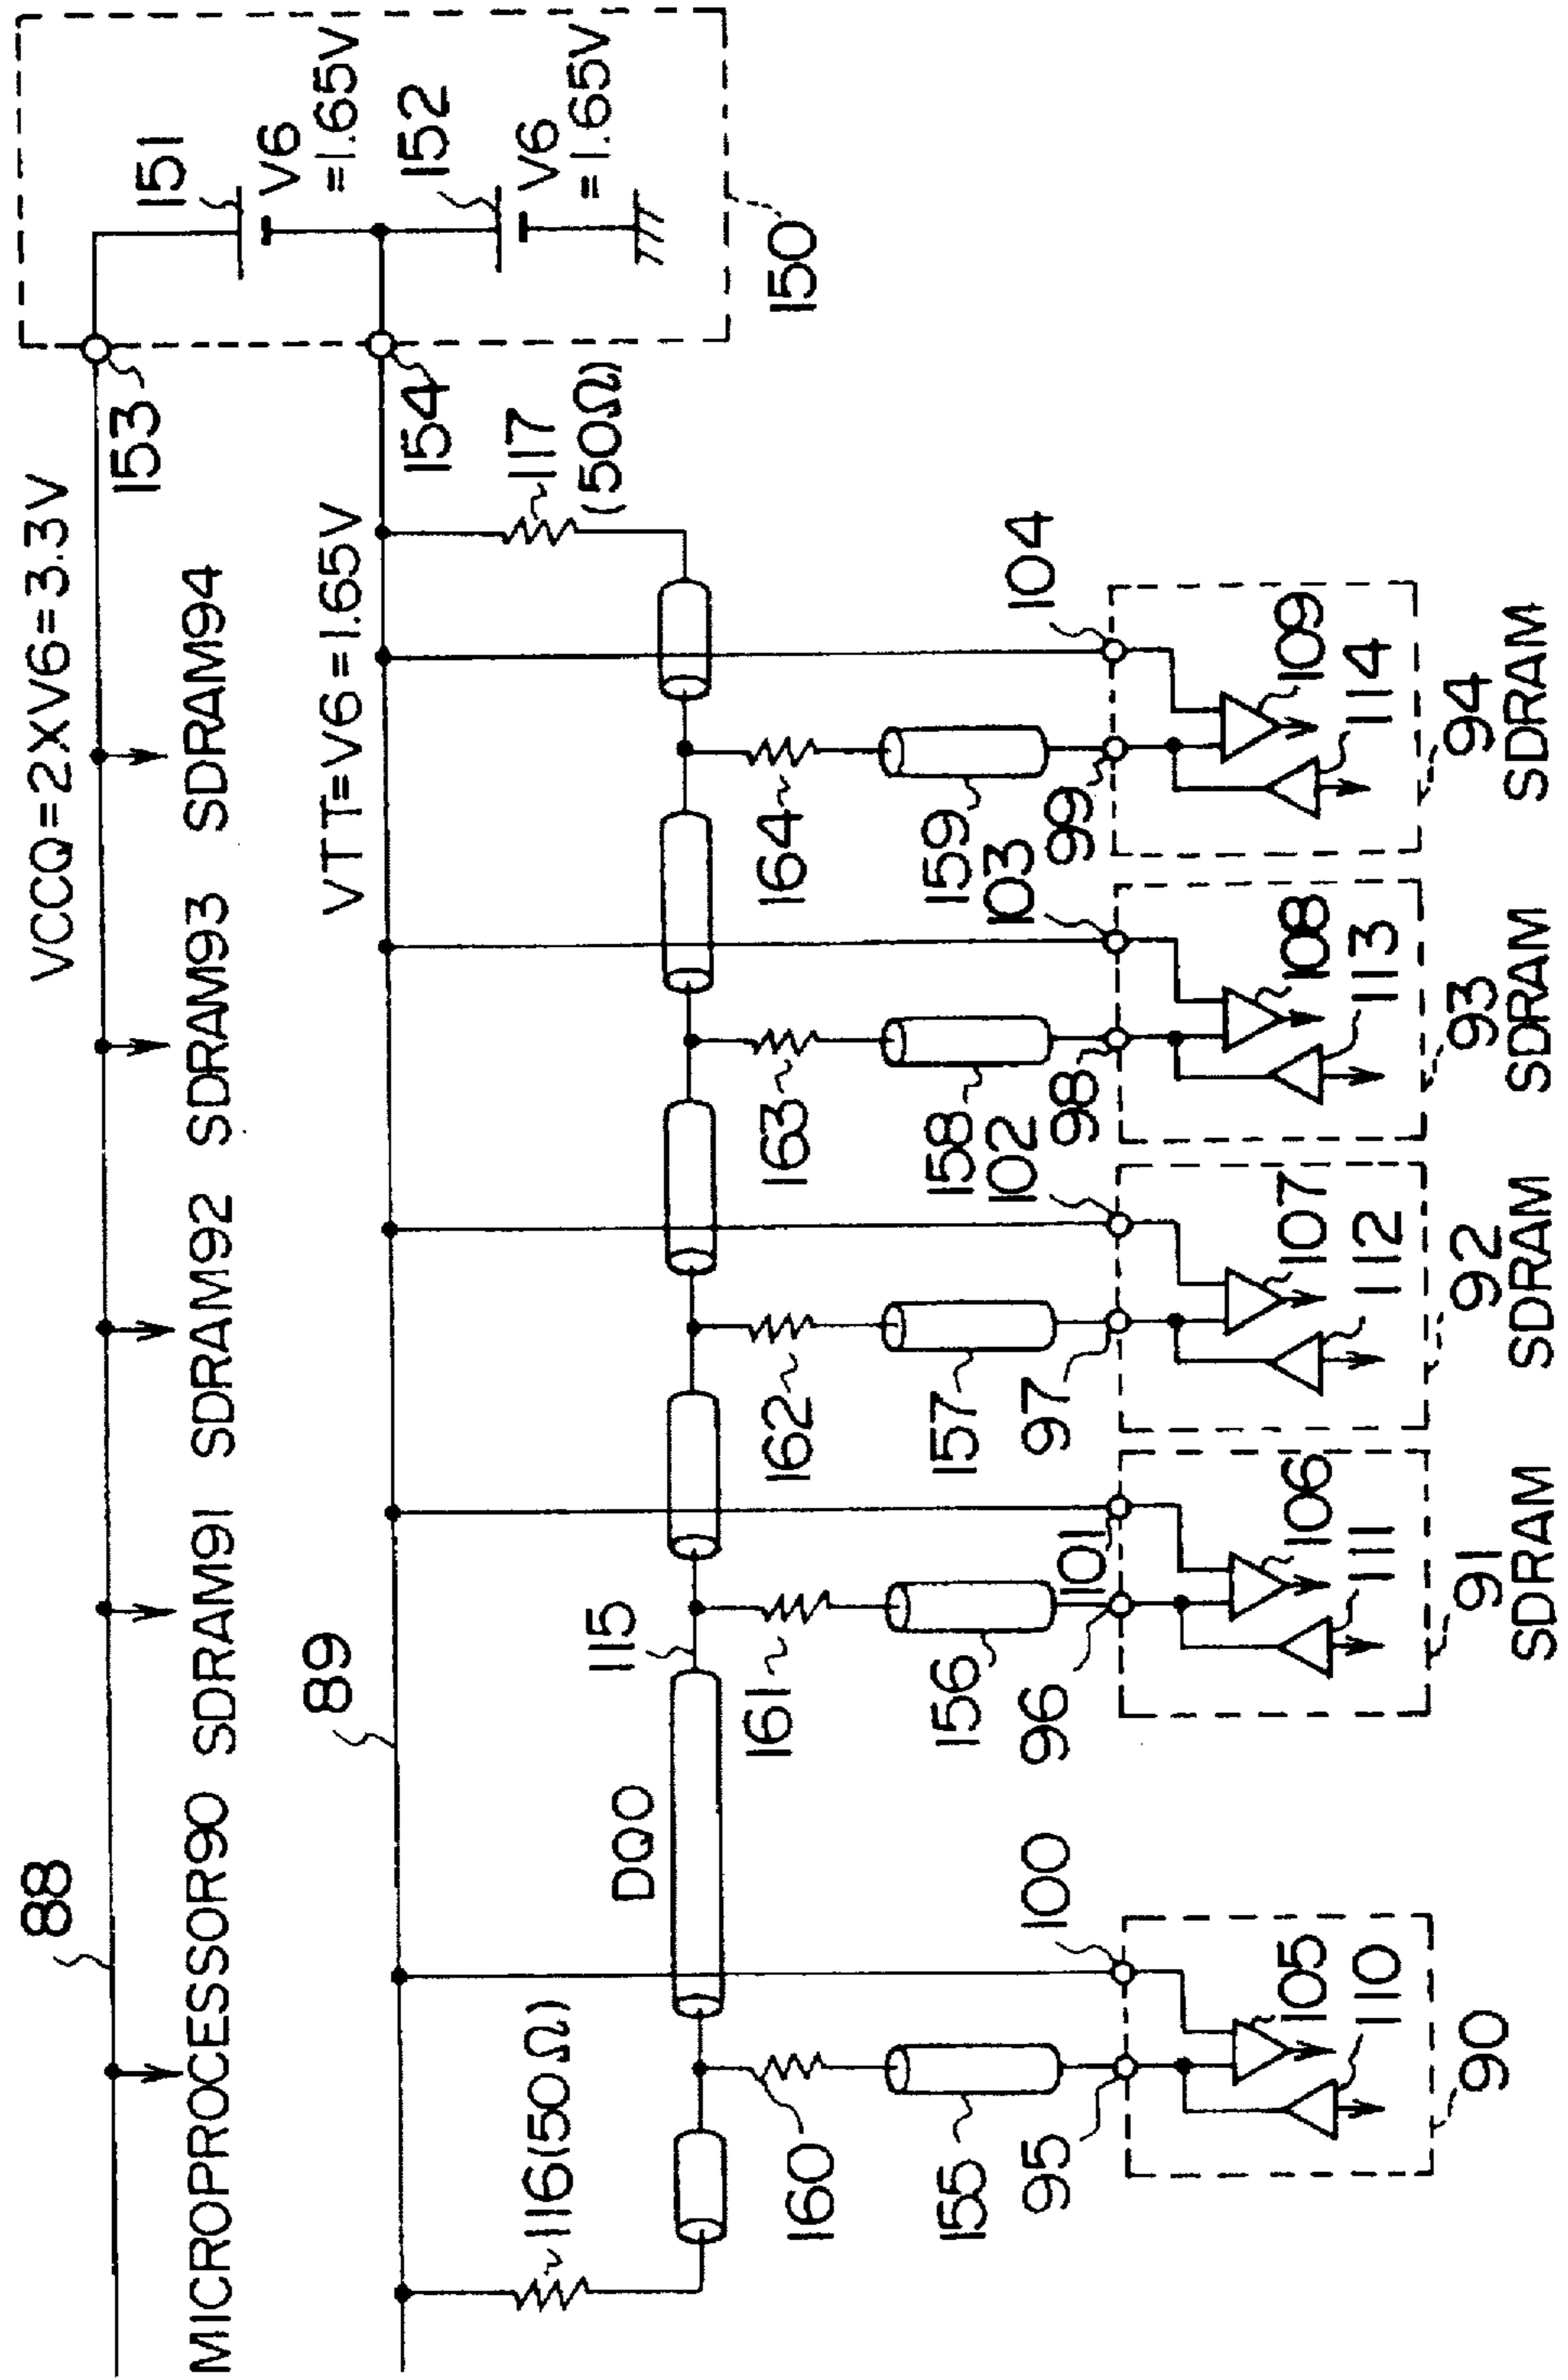 88
VCCQ=2XV6=3.3V
153
151
V6
=1.65V
MICROPROCESSOR90
SDRAM91
SDRAM92
SDRAM93
SDRAM94
89
VTT=V6=1.65V
154
152
V6
=1.65V
150
116(50Ω)
DQ0
115
117
(50Ω)
160
161
162
163
164
155
156
157
158
159
95
100
96
101
97
102
98
103
99
104
105
110
106
111
107
112
108
113
109
114
90
91
SDRAM
92
SDRAM
93
SDRAM
94
SDRAM